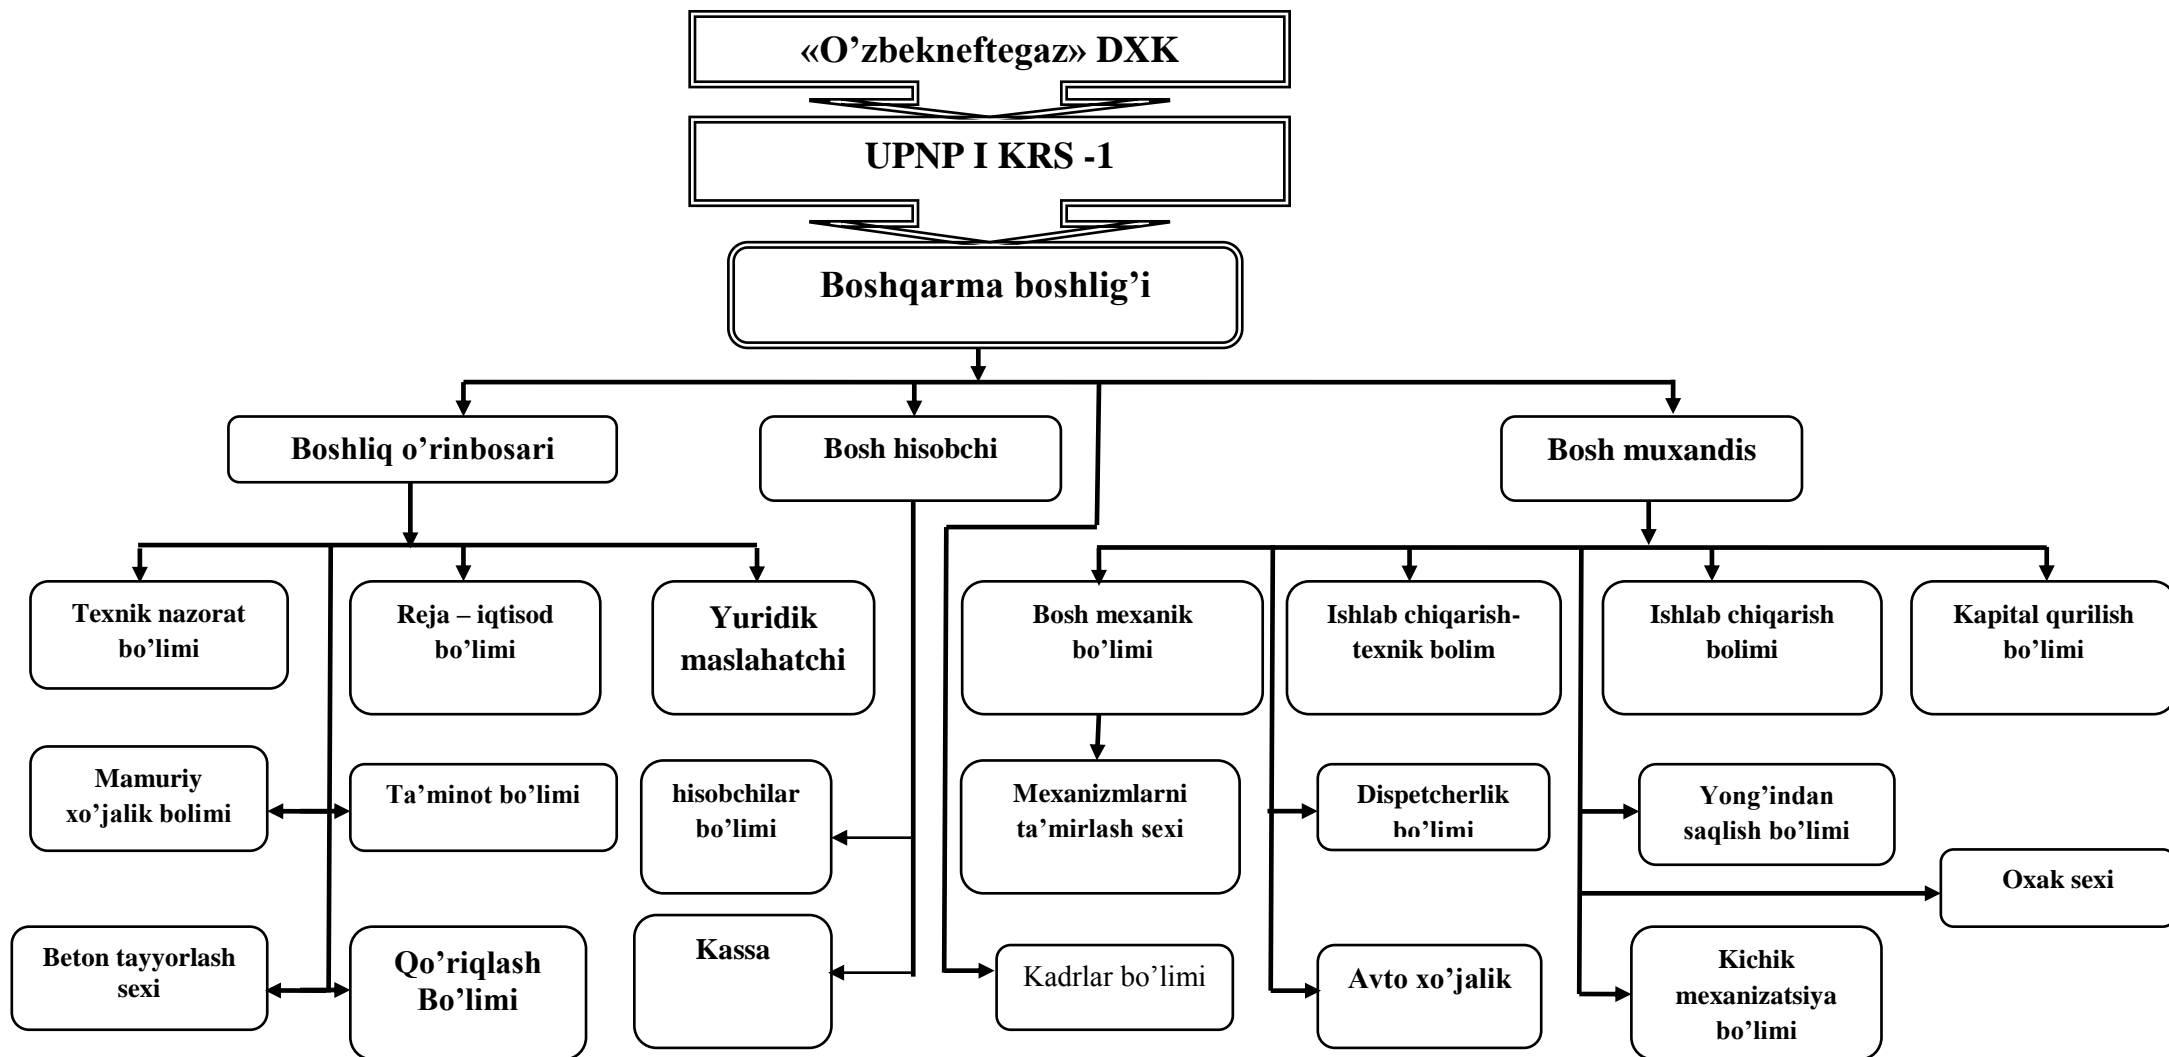 «O’zbekneftegaz» DXK
UPNP I KRS -1
Boshqarma boshlig’i
Boshliq o’rinbosari
Bosh hisobchi
Bosh muxandis
Texnik nazorat
bo’limi
Reja – iqtisod
bo’limi
Yuridik
maslahatchi
Bosh mexanik
bo’limi
Ishlab chiqarish-
texnik bolim
Ishlab chiqarish
bolimi
Kapital qurilish
bo’limi
Mamuriy
xo’jalik bolimi
Ta’minot bo’limi
hisobchilar
bo’limi
Mexanizmlarni
ta’mirlash sexi
Dispetcherlik
bo’limi
Yong’indan
saqlish bo’limi
Oxak sexi
Beton tayyorlash
sexi
Qo’riqlash
Bo’limi
Kassa
Kadrlar bo’limi
Avto xo’jalik
Kichik
mexanizatsiya
bo’limi